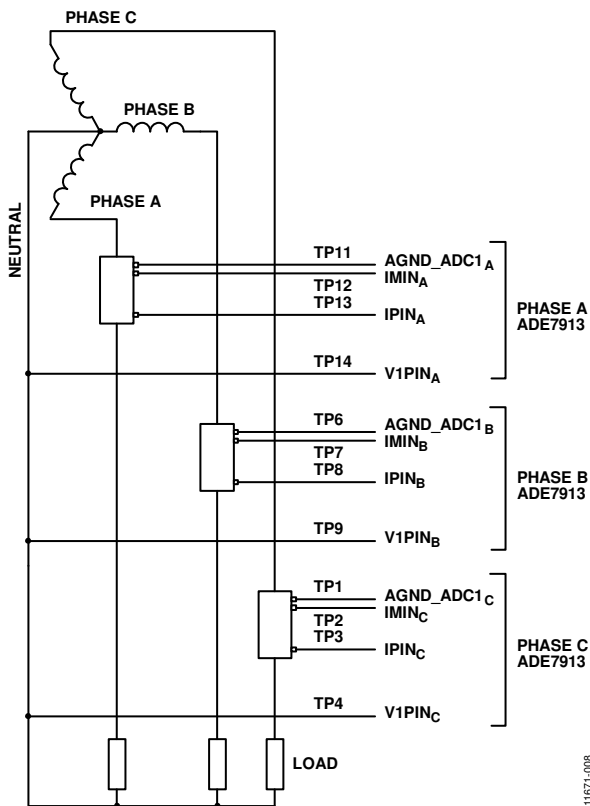 PHASE C
PHASE B
PHASE A
NEUTRAL
TP11 AGND_ADC1A
IMINA
TP12
TP13 IPINA
PHASE A
ADE7913
TP14 V1PINA
TP6 AGND_ADC1B
IMINB
TP7
TP8 IPINB
PHASE B
ADE7913
TP9 V1PINB
TP1 AGND_ADC1C
IMINC
TP2
TP3 IPINC
PHASE C
ADE7913
TP4 V1PINC
LOAD
11671-008